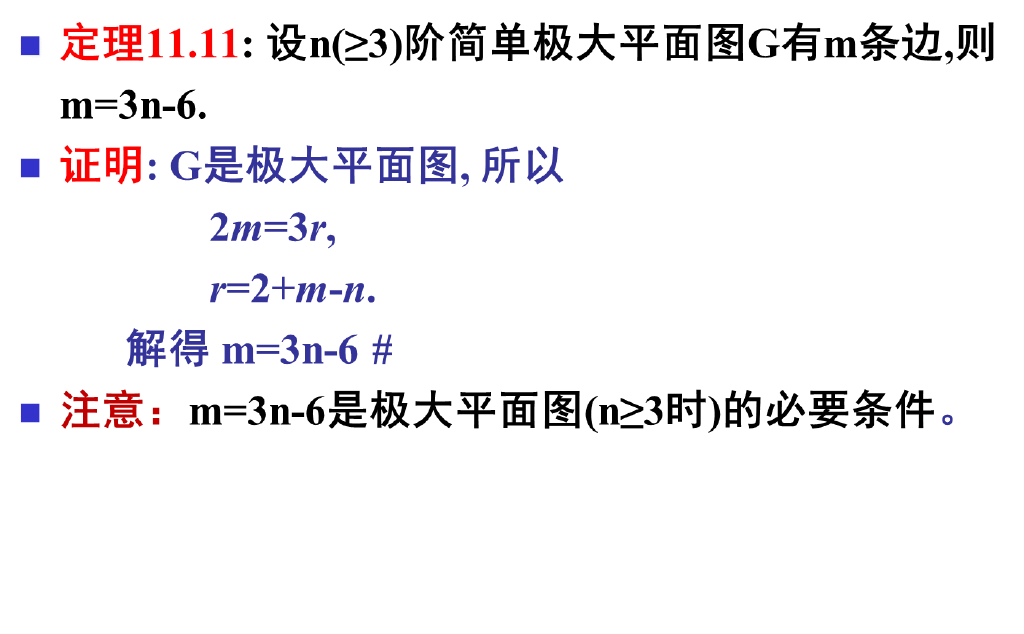 定理11.11: 设n(≥3)阶简单极大平面图G有m条边,则
m=3n-6.
证明: G是极大平面图, 所以
2m=3r,
r=2+m-n.
解得 m=3n-6 #
注意：m=3n-6是极大平面图(n≥3时)的必要条件。